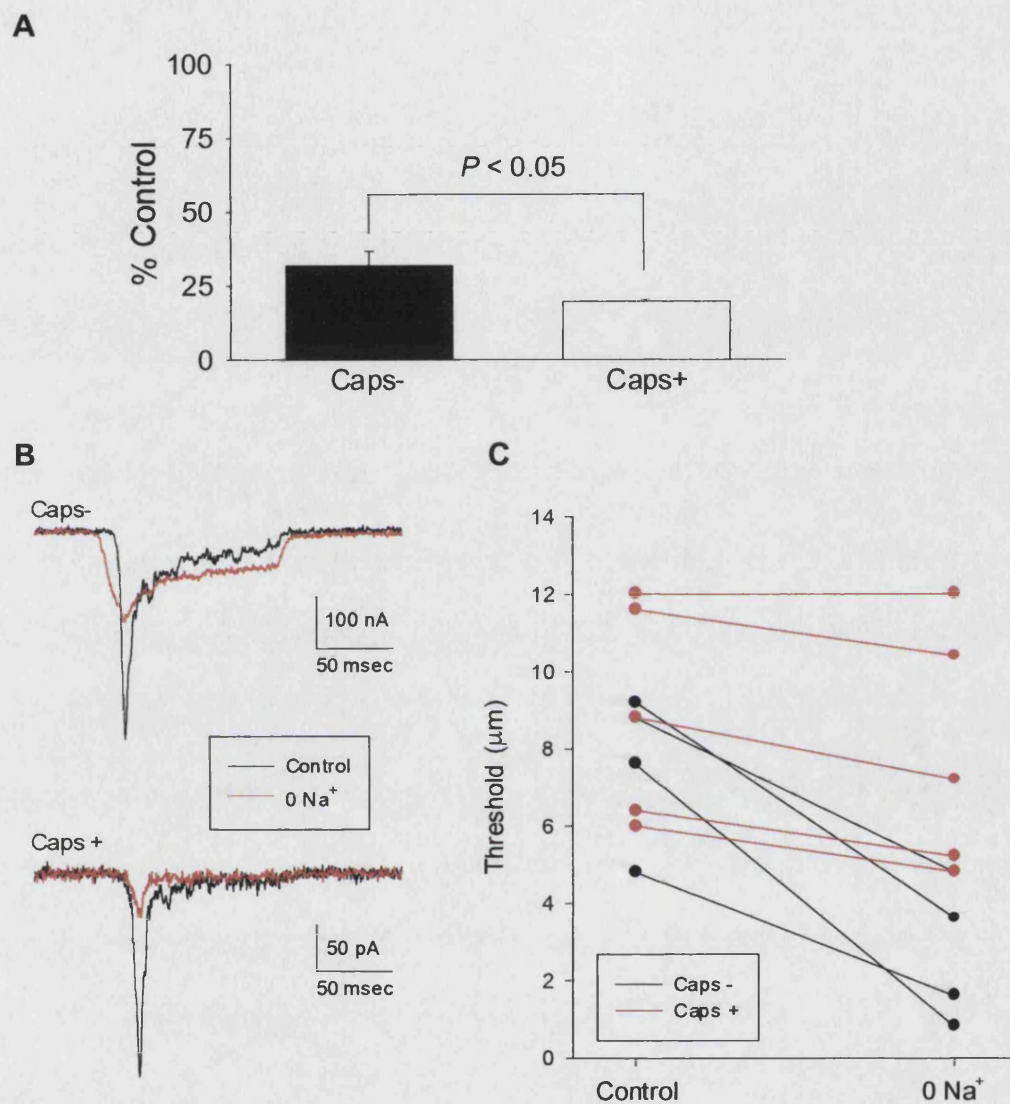 A
100
75
50
25
0
% Control
P < 0.05
Caps-
Caps+
B
Caps-
100 nA
50 msec
Control
0 Na⁺
Caps +
50 pA
50 msec
C
14
12
10
8
6
4
2
0
Threshold (μm)
Caps -
Caps +
Control
0 Na⁺